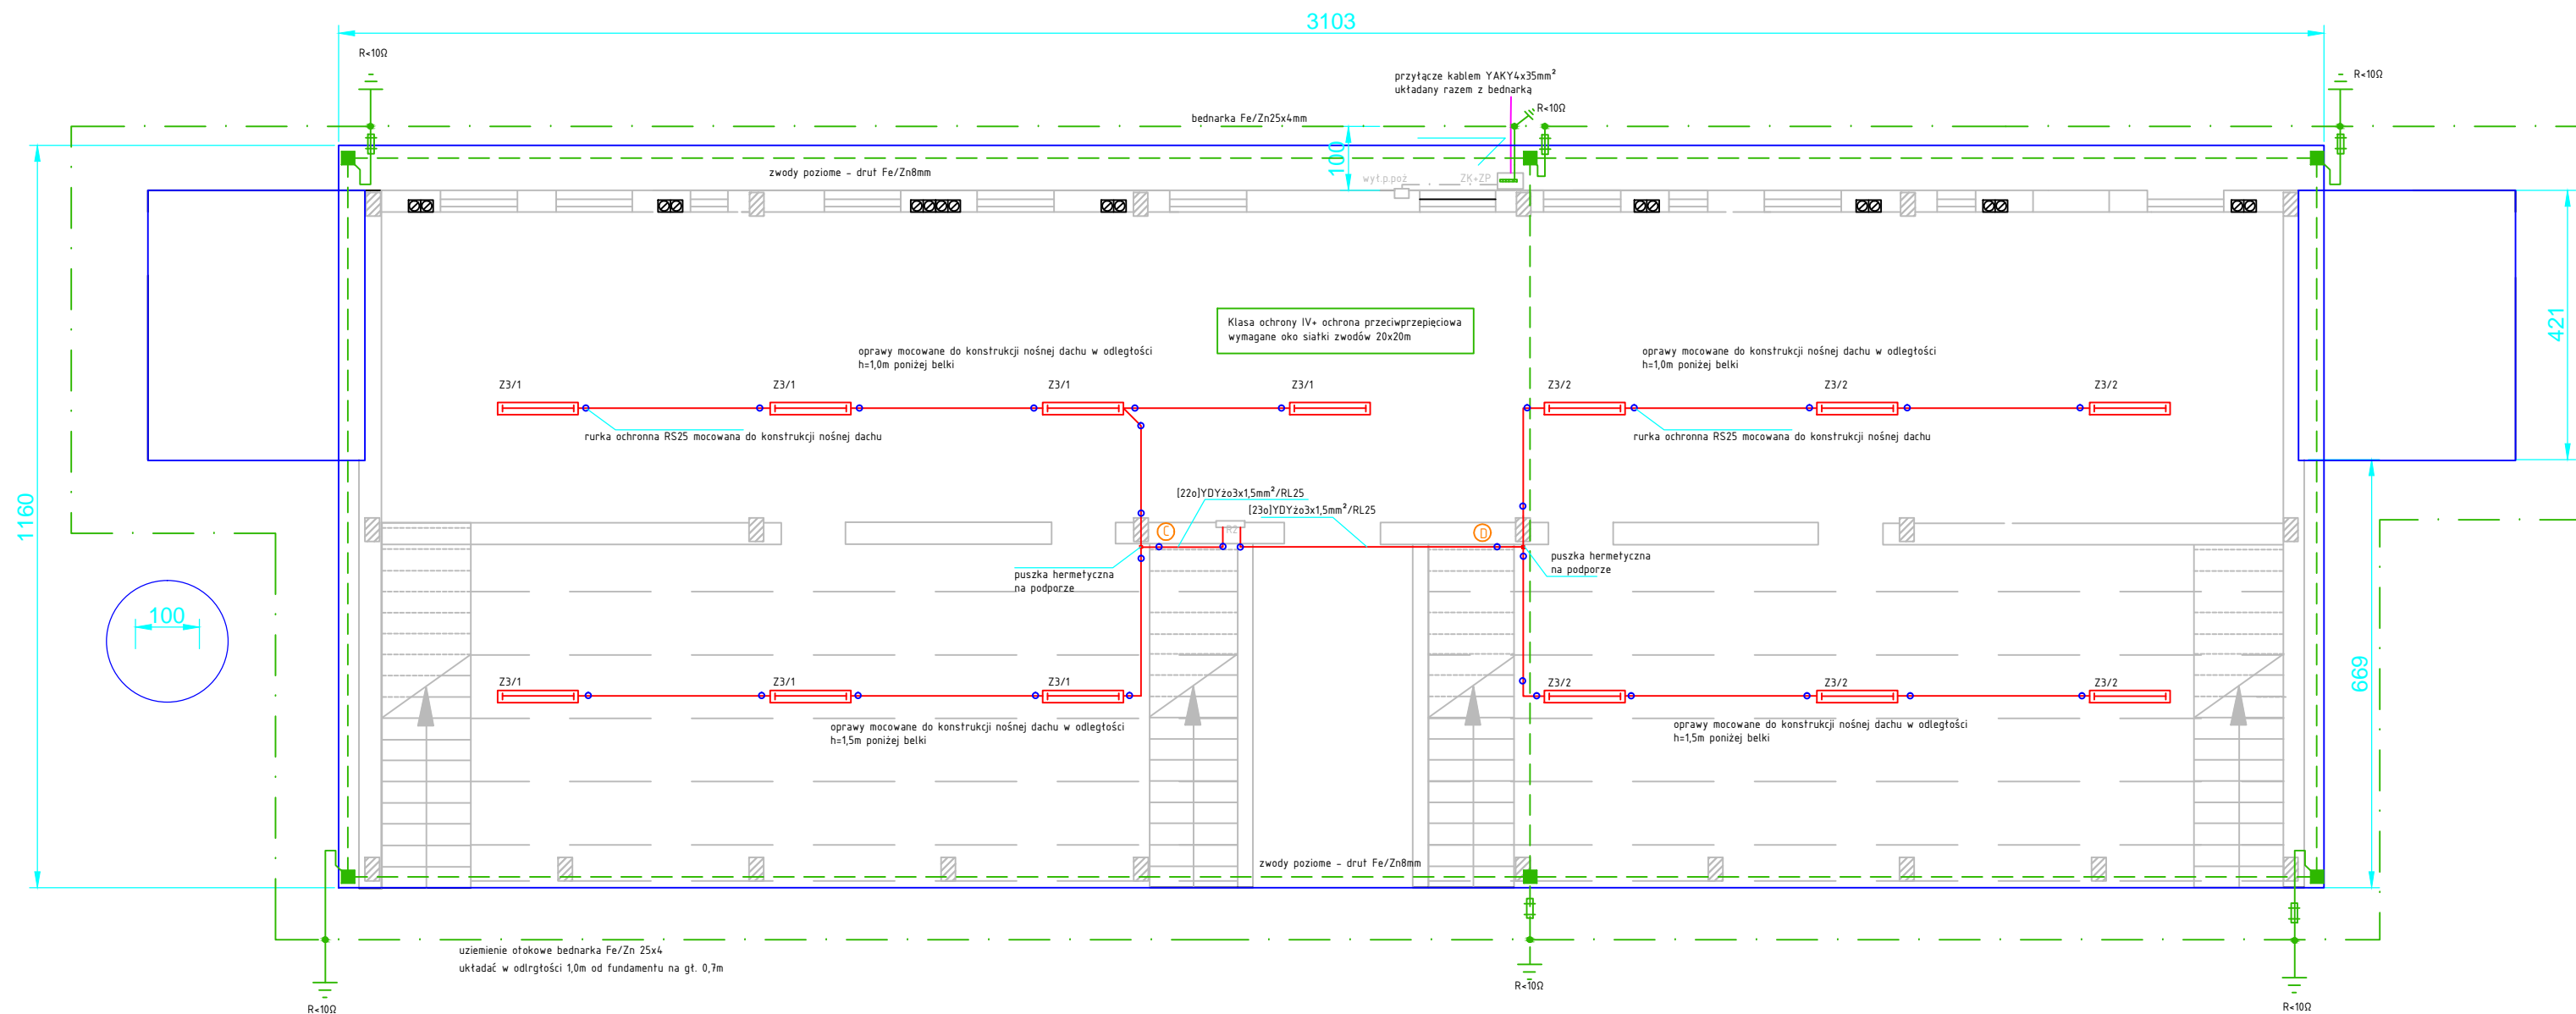 3103
R<10Ω
przyłącze kablem YAKY4x35mm²
układany razem z bednarką
R<10Ω
R<10Ω
bednarka Fe/Zn25x4mm
100
zwody poziome - drut Fe/Zn8mm
wył.p.poż
ZK+ZP
421
Klasa ochrony IV+ ochrona przeciwprzepięciowa
wymagane oko siatki zwodów 20x20m
oprawy mocowane do konstrukcji nośnej dachu w odległości
h=1,0m poniżej belki
oprawy mocowane do konstrukcji nośnej dachu w odległości
h=1,0m poniżej belki
Z3/1
Z3/1
Z3/1
Z3/1
Z3/2
Z3/2
Z3/2
rurka ochronna RS25 mocowana do konstrukcji nośnej dachu
rurka ochronna RS25 mocowana do konstrukcji nośnej dachu
1160
[22o]YDYżo3x1,5mm²/RL25
[23o]YDYżo3x1,5mm²/RL25
C
D
puszka hermetyczna
na podporze
puszka hermetyczna
na podporze
100
669
Z3/1
Z3/1
Z3/1
Z3/2
Z3/2
Z3/2
oprawy mocowane do konstrukcji nośnej dachu w odległości
h=1,5m poniżej belki
oprawy mocowane do konstrukcji nośnej dachu w odległości
h=1,5m poniżej belki
zwody poziome - drut Fe/Zn8mm
uziemienie otokowe bednarka Fe/Zn 25x4
układać w odlrgłości 1,0m od fundamentu na gł. 0,7m
R<10Ω
R<10Ω
R<10Ω